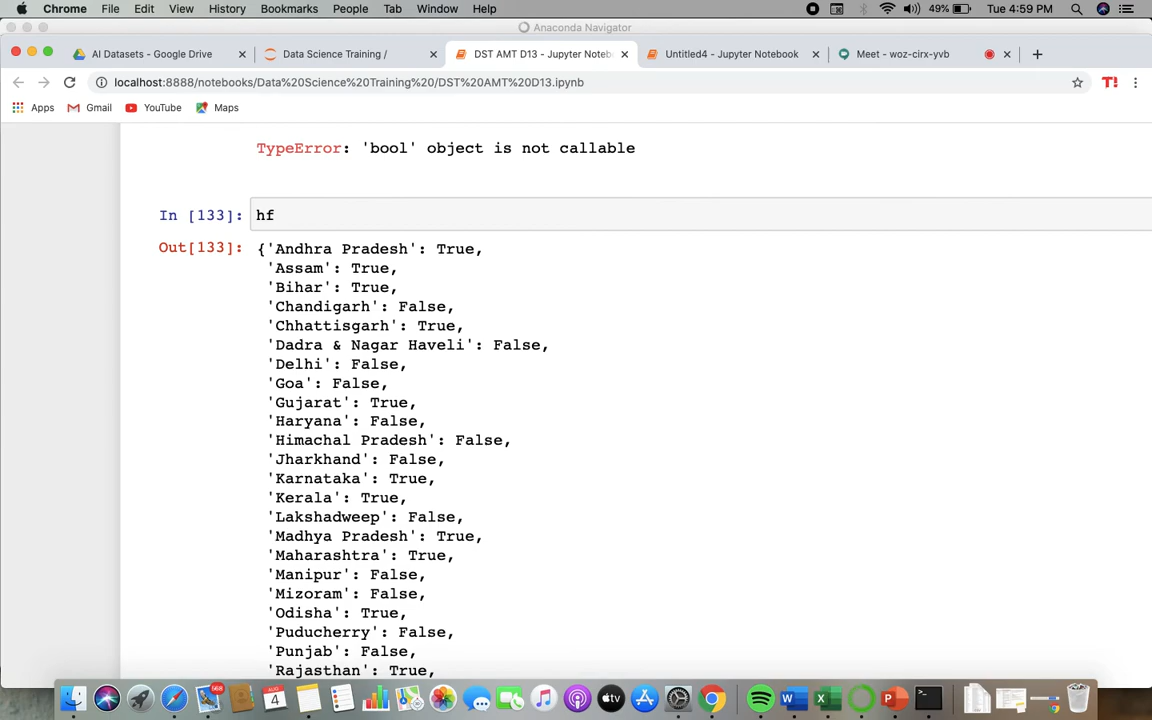 Chrome File Edit View History Bookmarks People Tab Window Help 49% Tue 4:59 PM
Anaconda Navigator
AI Datasets - Google Drive Data Science Training / DST AMT D13 - Jupyter Noteb Untitled4 - Jupyter Notebook Meet - woz-cirx-yvb
localhost:8888/notebooks/Data%20Science%20Training%20/DST%20AMT%20D13.ipynb T!
Apps Gmail YouTube Maps
TypeError: 'bool' object is not callable
In [133]: hf
Out[133]: {'Andhra Pradesh': True,
'Assam': True,
'Bihar': True,
'Chandigarh': False,
'Chhattisgarh': True,
'Dadra & Nagar Haveli': False,
'Delhi': False,
'Goa': False,
'Gujarat': True,
'Haryana': False,
'Himachal Pradesh': False,
'Jharkhand': False,
'Karnataka': True,
'Kerala': True,
'Lakshadweep': False,
'Madhya Pradesh': True,
'Maharashtra': True,
'Manipur': False,
'Mizoram': False,
'Odisha': True,
'Puducherry': False,
'Punjab': False,
'Rajasthan': True,
568
AUG
4
tv
W
X
P
>_